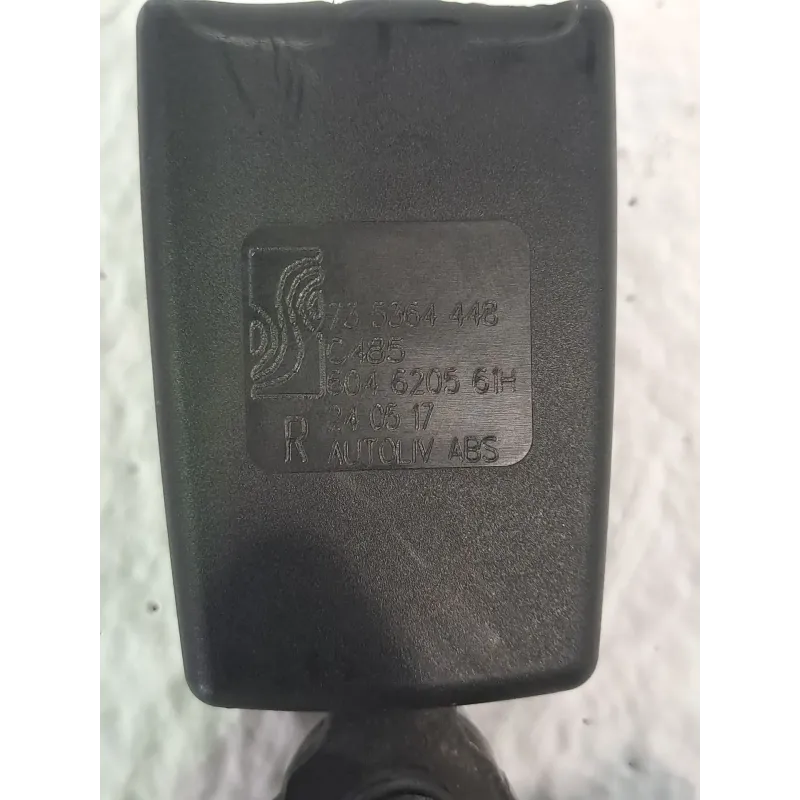 73 5364 448
C485
604 6205 61H
24 05 17
R AUTOLIV ABS